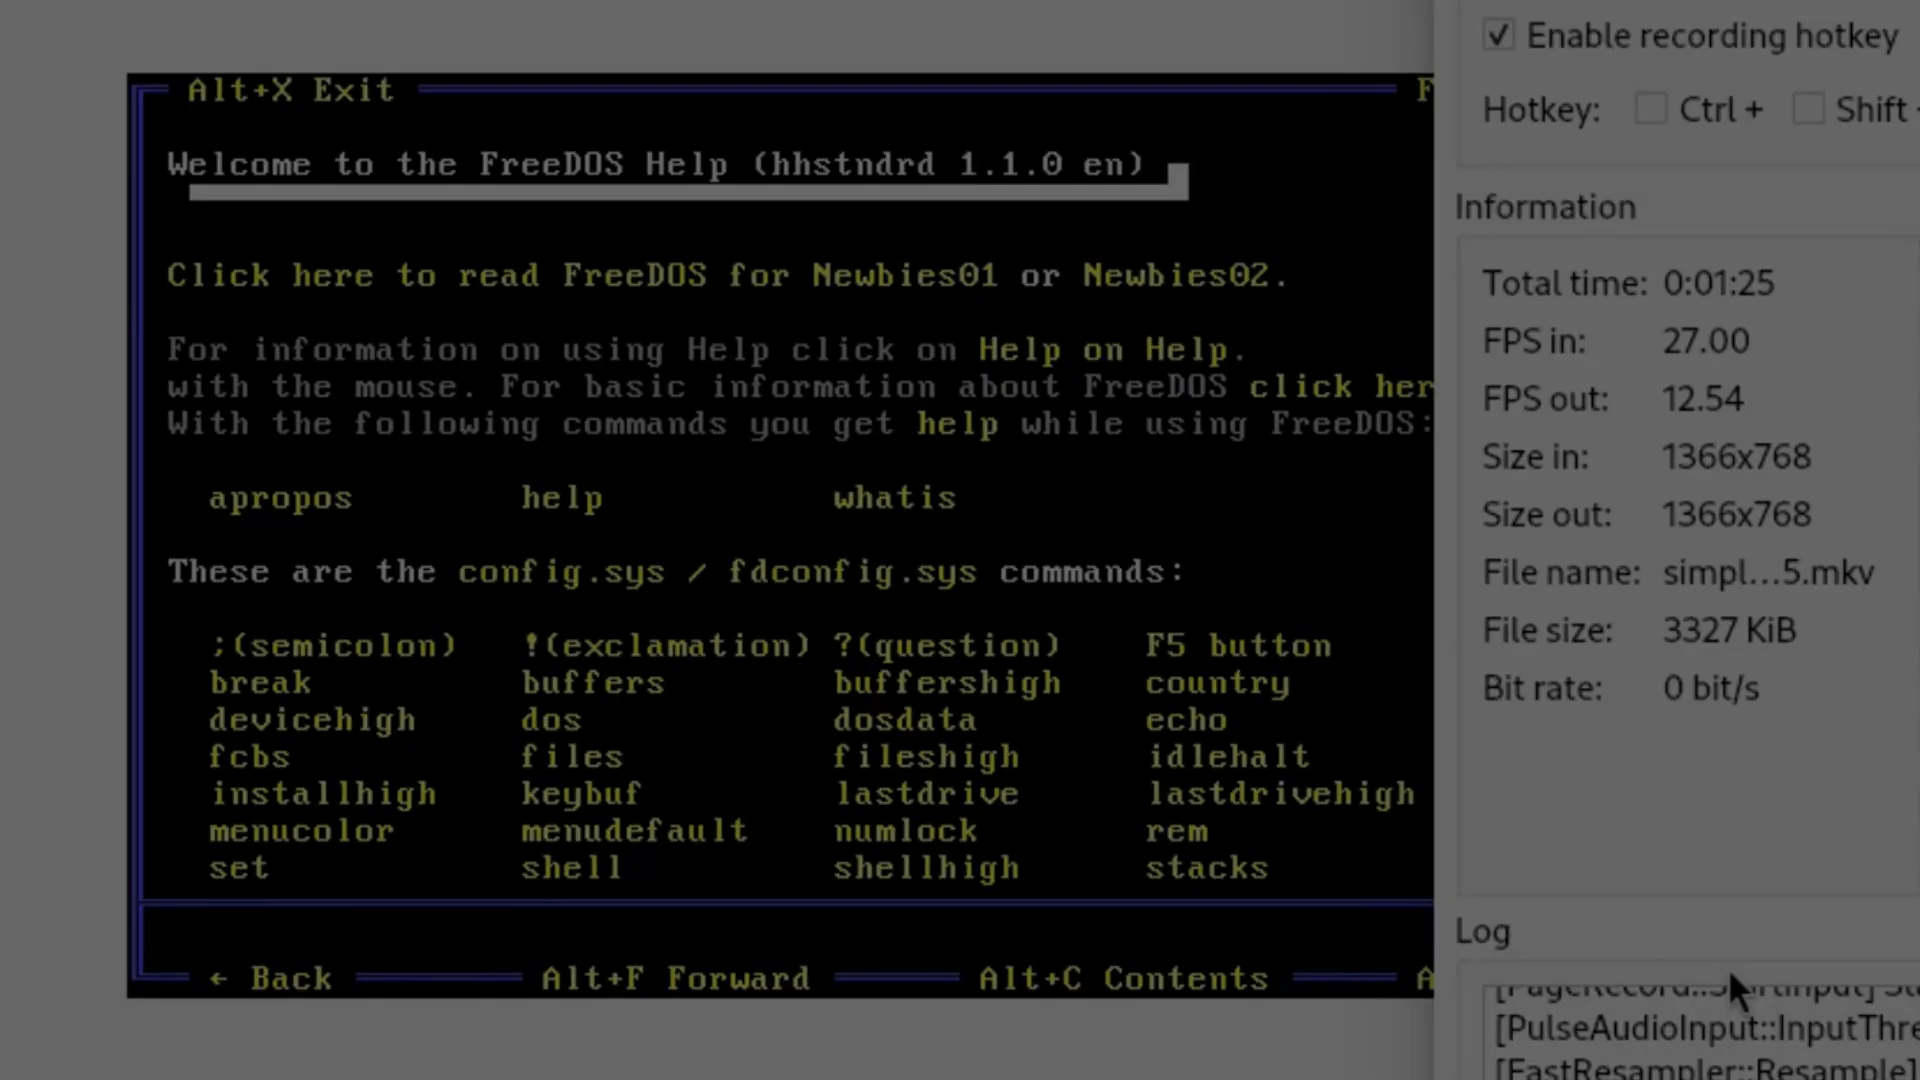 Alt+X Exit
Welcome to the FreeDOS Help (hhstndrd 1.1.0 en)
Click here to read FreeDOS for Newbies01 or Newbies02.
For information on using Help click on Help on Help.
with the mouse. For basic information about FreeDOS click her
With the following commands you get help while using FreeDOS:
apropos help whatis
These are the config.sys / fdconfig.sys commands:
;(semicolon) !(exclamation) ?(question) F5 button
break buffers buffershigh country
devicehigh dos dosdata echo
fcbs files fileshigh idlehalt
installhigh keybuf lastdrive lastdrivehigh
menucolor menudefault numlock rem
set shell shellhigh stacks
← Back Alt+F Forward Alt+C Contents A
Enable recording hotkey
Hotkey: Ctrl + Shift
Information
Total time: 0:01:25
FPS in: 27.00
FPS out: 12.54
Size in: 1366x768
Size out: 1366x768
File name: simpl...5.mkv
File size: 3327 KiB
Bit rate: 0 bit/s
Log
[PageRecord::StartInput]
[PulseAudioInput::InputThre
[FastResampler::Resample]